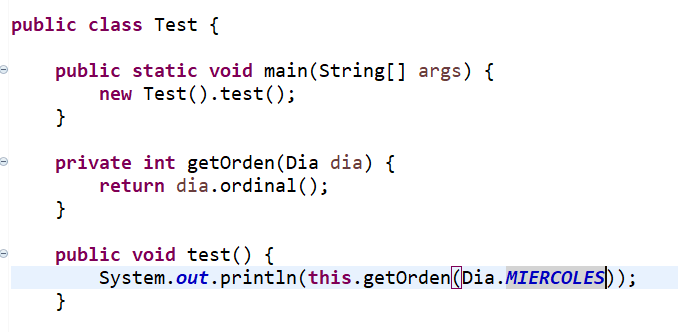 public class Test {
public static void main(String[] args) {
new Test().test();
}
private int getOrden(Dia dia) {
return dia.ordinal();
}
public void test() {
System.out.println(this.getOrden(Dia.MIERCOLES));
}